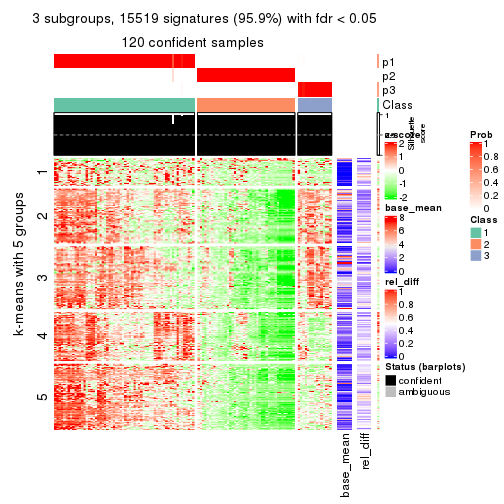 3 subgroups, 15519 signatures (95.9%) with fdr < 0.05
120 confident samples
p1
p2
p3
Class
1
Silhouette
score
k-means with 5 groups
1
2
3
4
5
base_mean
rel_diff
z-score
2
1
0
-1
-2
base_mean
8
6
4
2
0
rel_diff
1
0.8
0.6
0.4
0.2
0
Status (barplots)
confident
ambiguous
Prob
1
0.8
0.6
0.4
0.2
0
Class
1
2
3